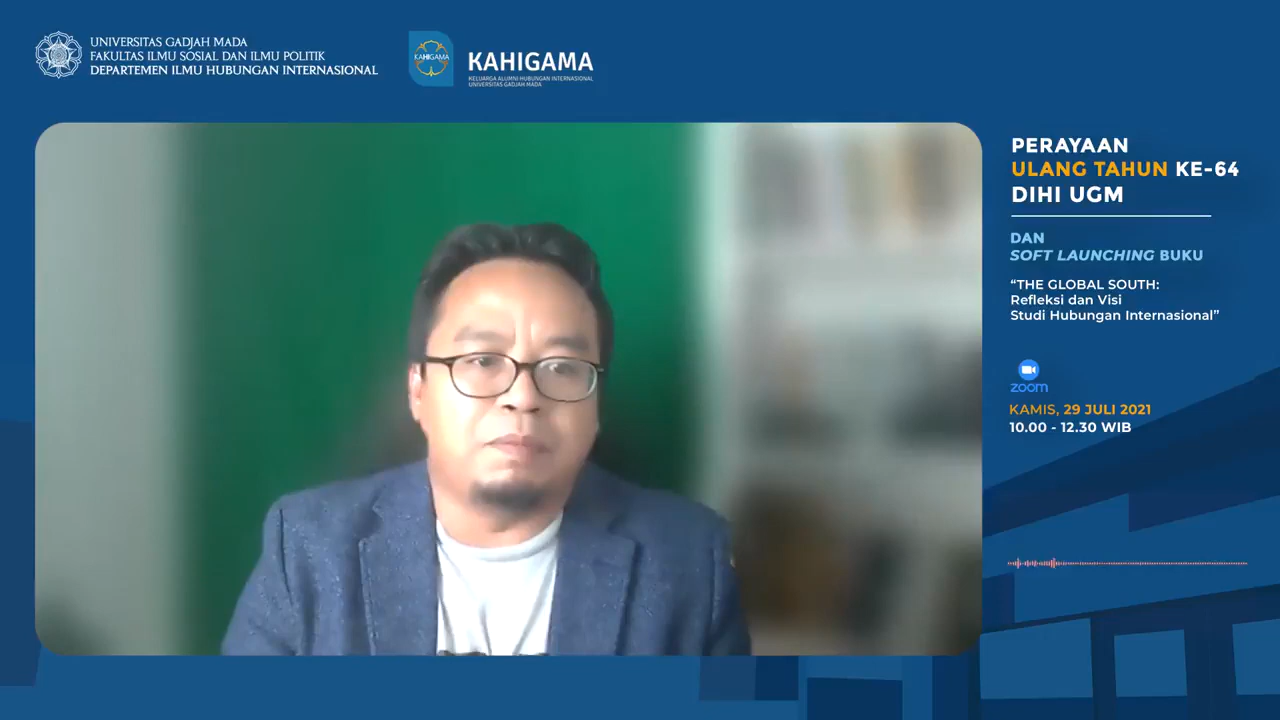 UNIVERSITAS GADJAH MADA
FAKULTAS ILMU SOSIAL DAN ILMU POLITIK
DEPARTEMEN ILMU HUBUNGAN INTERNASIONAL
KAHIGAMA
KAHIGAMA
KELUARGA ALUMNI HUBUNGAN INTERNASIONAL
UNIVERSITAS GADJAH MADA
PERAYAAN
ULANG TAHUN KE-64
DIHI UGM
DAN
SOFT LAUNCHING BUKU
“THE GLOBAL SOUTH:
Refleksi dan Visi
Studi Hubungan Internasional”
zoom
KAMIS, 29 JULI 2021
10.00 - 12.30 WIB